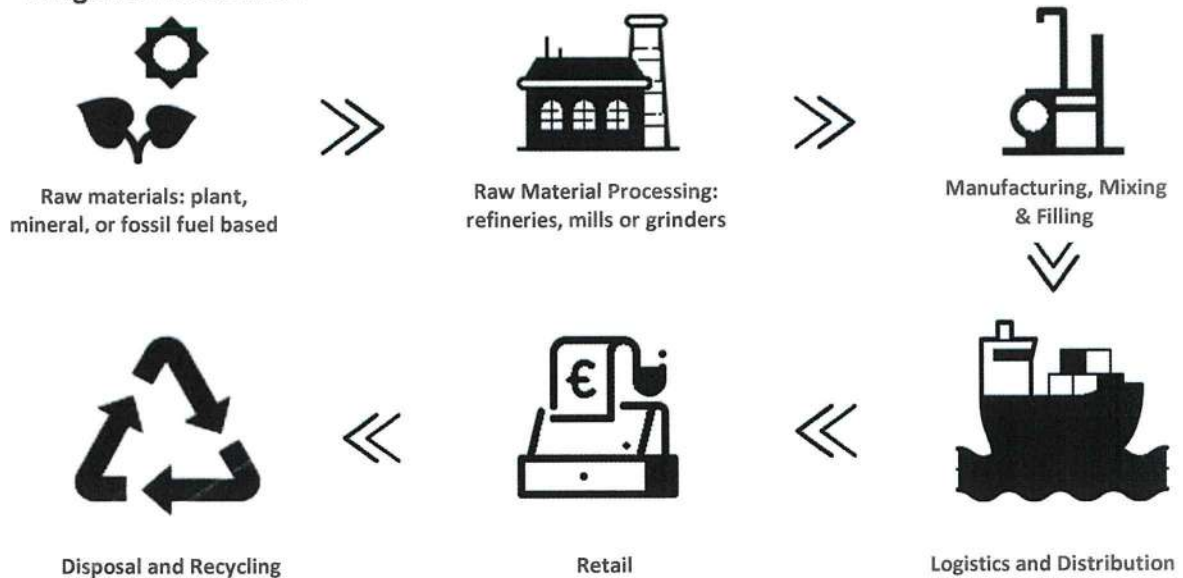 Raw materials: plant,
mineral, or fossil fuel based
Raw Material Processing:
refineries, mills or grinders
Manufacturing, Mixing
& Filling
€
Disposal and Recycling
Retail
Logistics and Distribution